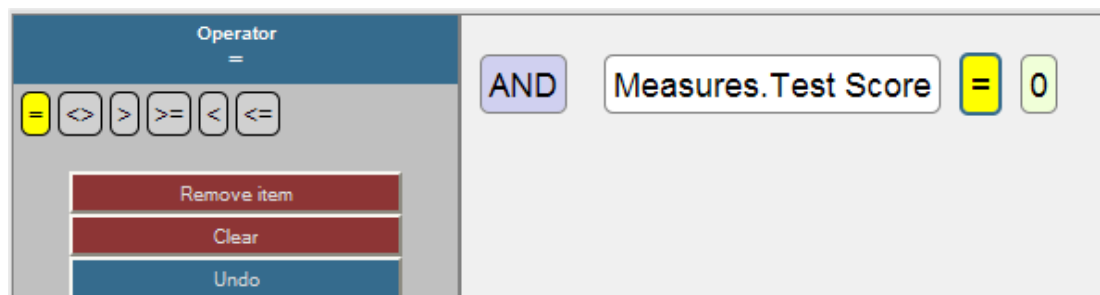 Operator
=
= <> > >= < <=
Remove item
Clear
Undo
AND Measures.Test Score = 0